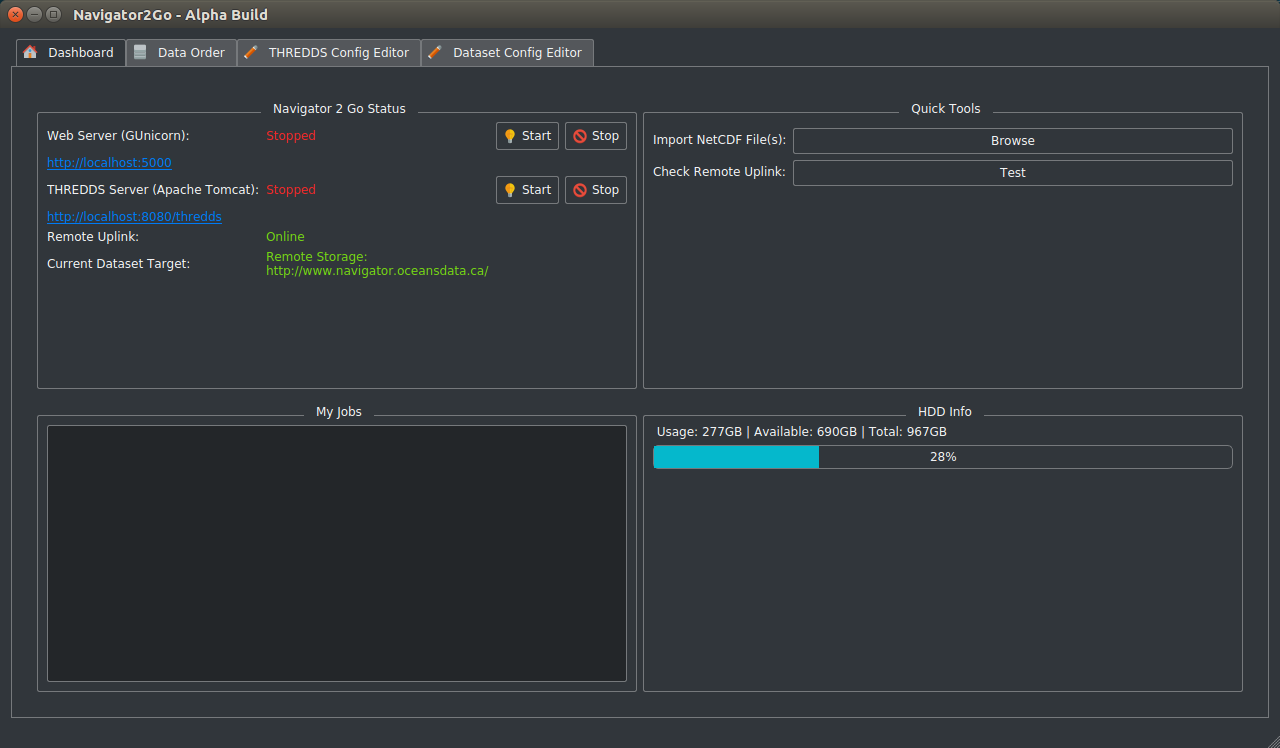 Navigator2Go - Alpha Build
Dashboard
Data Order
THREDDS Config Editor
Dataset Config Editor
Navigator 2 Go Status
Web Server (GUnicorn):
Stopped
Start
Stop
http://localhost:5000
THREDDS Server (Apache Tomcat):
Stopped
Start
Stop
http://localhost:8080/thredds
Remote Uplink:
Online
Current Dataset Target:
Remote Storage:
http://www.navigator.oceansdata.ca/
Quick Tools
Import NetCDF File(s):
Browse
Check Remote Uplink:
Test
My Jobs
HDD Info
Usage: 277GB | Available: 690GB | Total: 967GB
28%